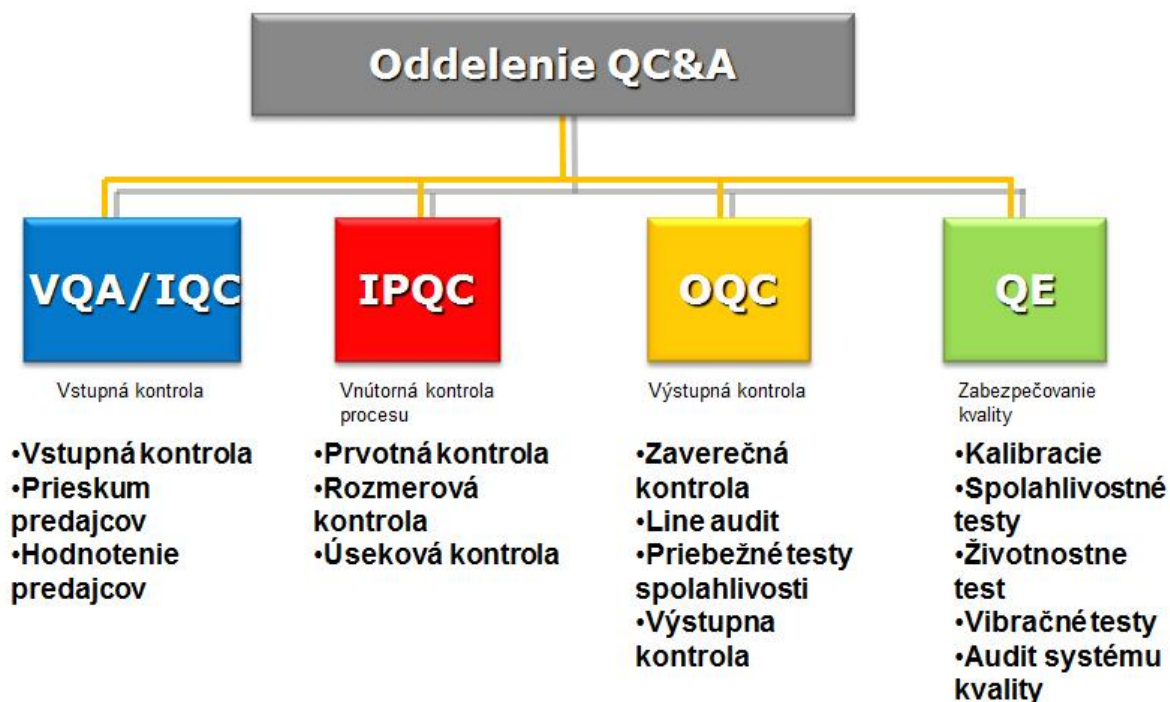 Oddelenie QC&A
VQA/IQC
IPQC
OQC
QE
Vstupná kontrola
Vnútorná kontrola
procesu
Výstupná kontrola
Zabezpečovanie
kvality
•Vstupná kontrola
•Prieskum
predajcov
•Hodnotenie
predajcov
•Prvotná kontrola
•Rozmerová
kontrola
•Úseková kontrola
•Zaverečná
kontrola
•Line audit
•Priebežné testy
spolahlivosti
•Výstupna
kontrola
•Kalibracie
•Spolahlivostné
testy
•Životnostne
test
•Vibračné testy
•Audit systému
kvality